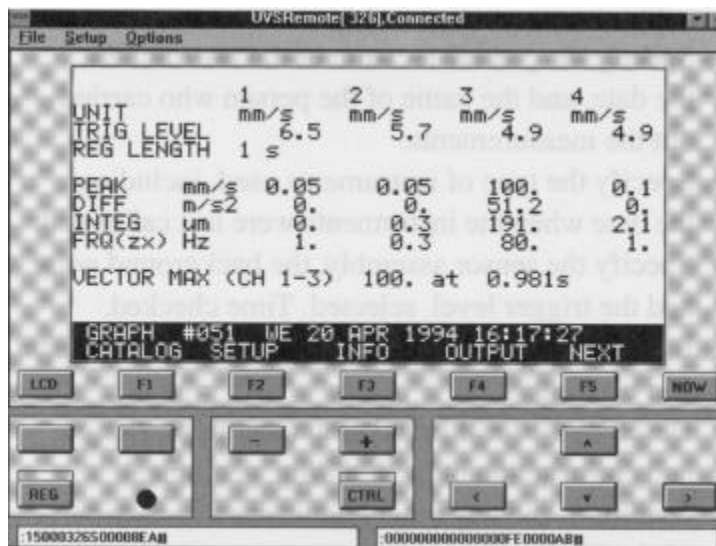 UVSRemote[ 326],Connected
File Setup Options
1 2 3 4
UNIT mm/s mm/s mm/s mm/s
TRIG LEVEL 6.5 5.7 4.9 4.9
REG LENGTH 1 s
PEAK mm/s 0.05 0.05 100. 0.1
DIFF m/s2 0. 0. 51.2 0.
INTEG um 0. 0. 191. 2.1
FRQ(zx) Hz 1. 0.3 80. 1.
VECTOR MAX (CH 1-3) 100. at 0.981s
GRAPH #051 WE 20 APR 1994 16:17:27
CATALOG SETUP INFO OUTPUT NEXT
LCD F1 F2 F3 F4 F5 NOW
- + ^
REG CTRL < v >